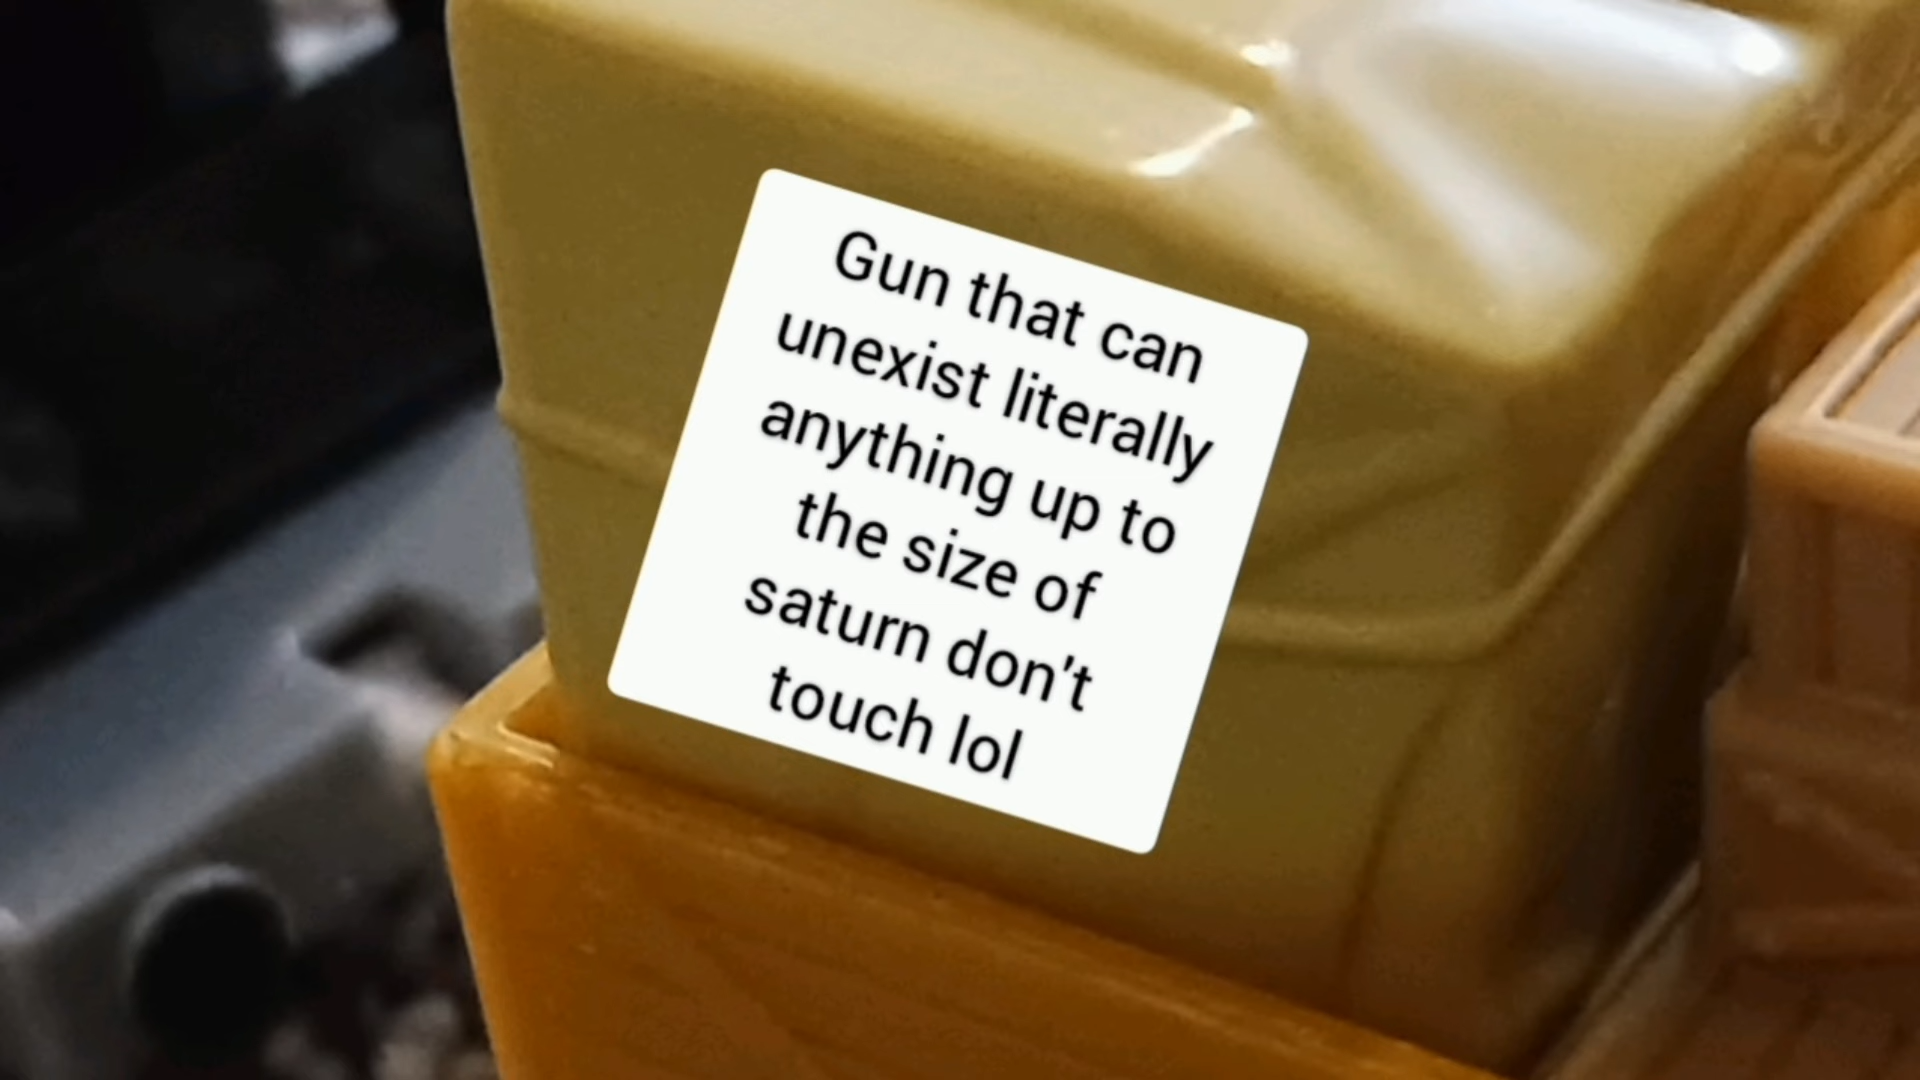 Gun that can
unexist literally
anything up to
the size of
saturn don't
touch lol